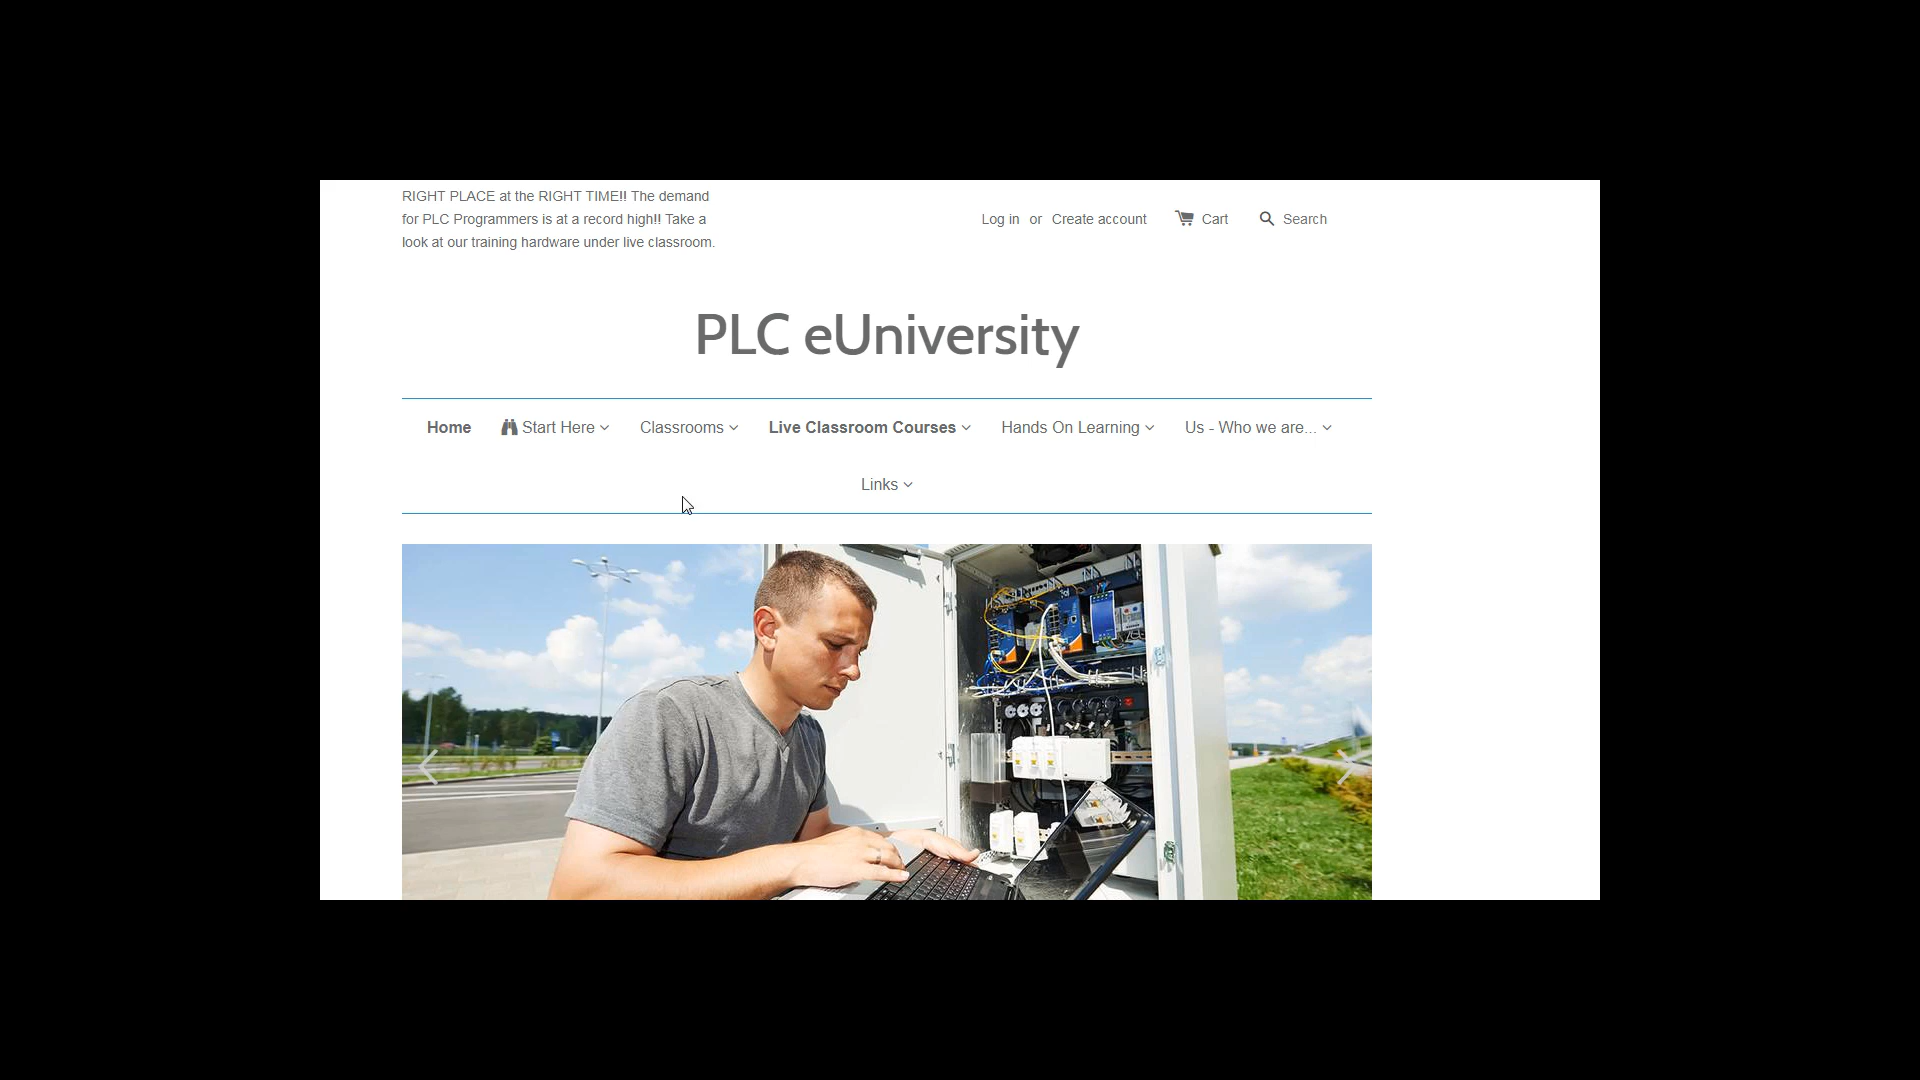 RIGHT PLACE at the RIGHT TIME!! The demand
for PLC Programmers is at a record high!! Take a
look at our training hardware under live classroom.
Log in or Create account Cart Search
PLC eUniversity
Home Start Here Classrooms Live Classroom Courses Hands On Learning Us - Who we are...
Links